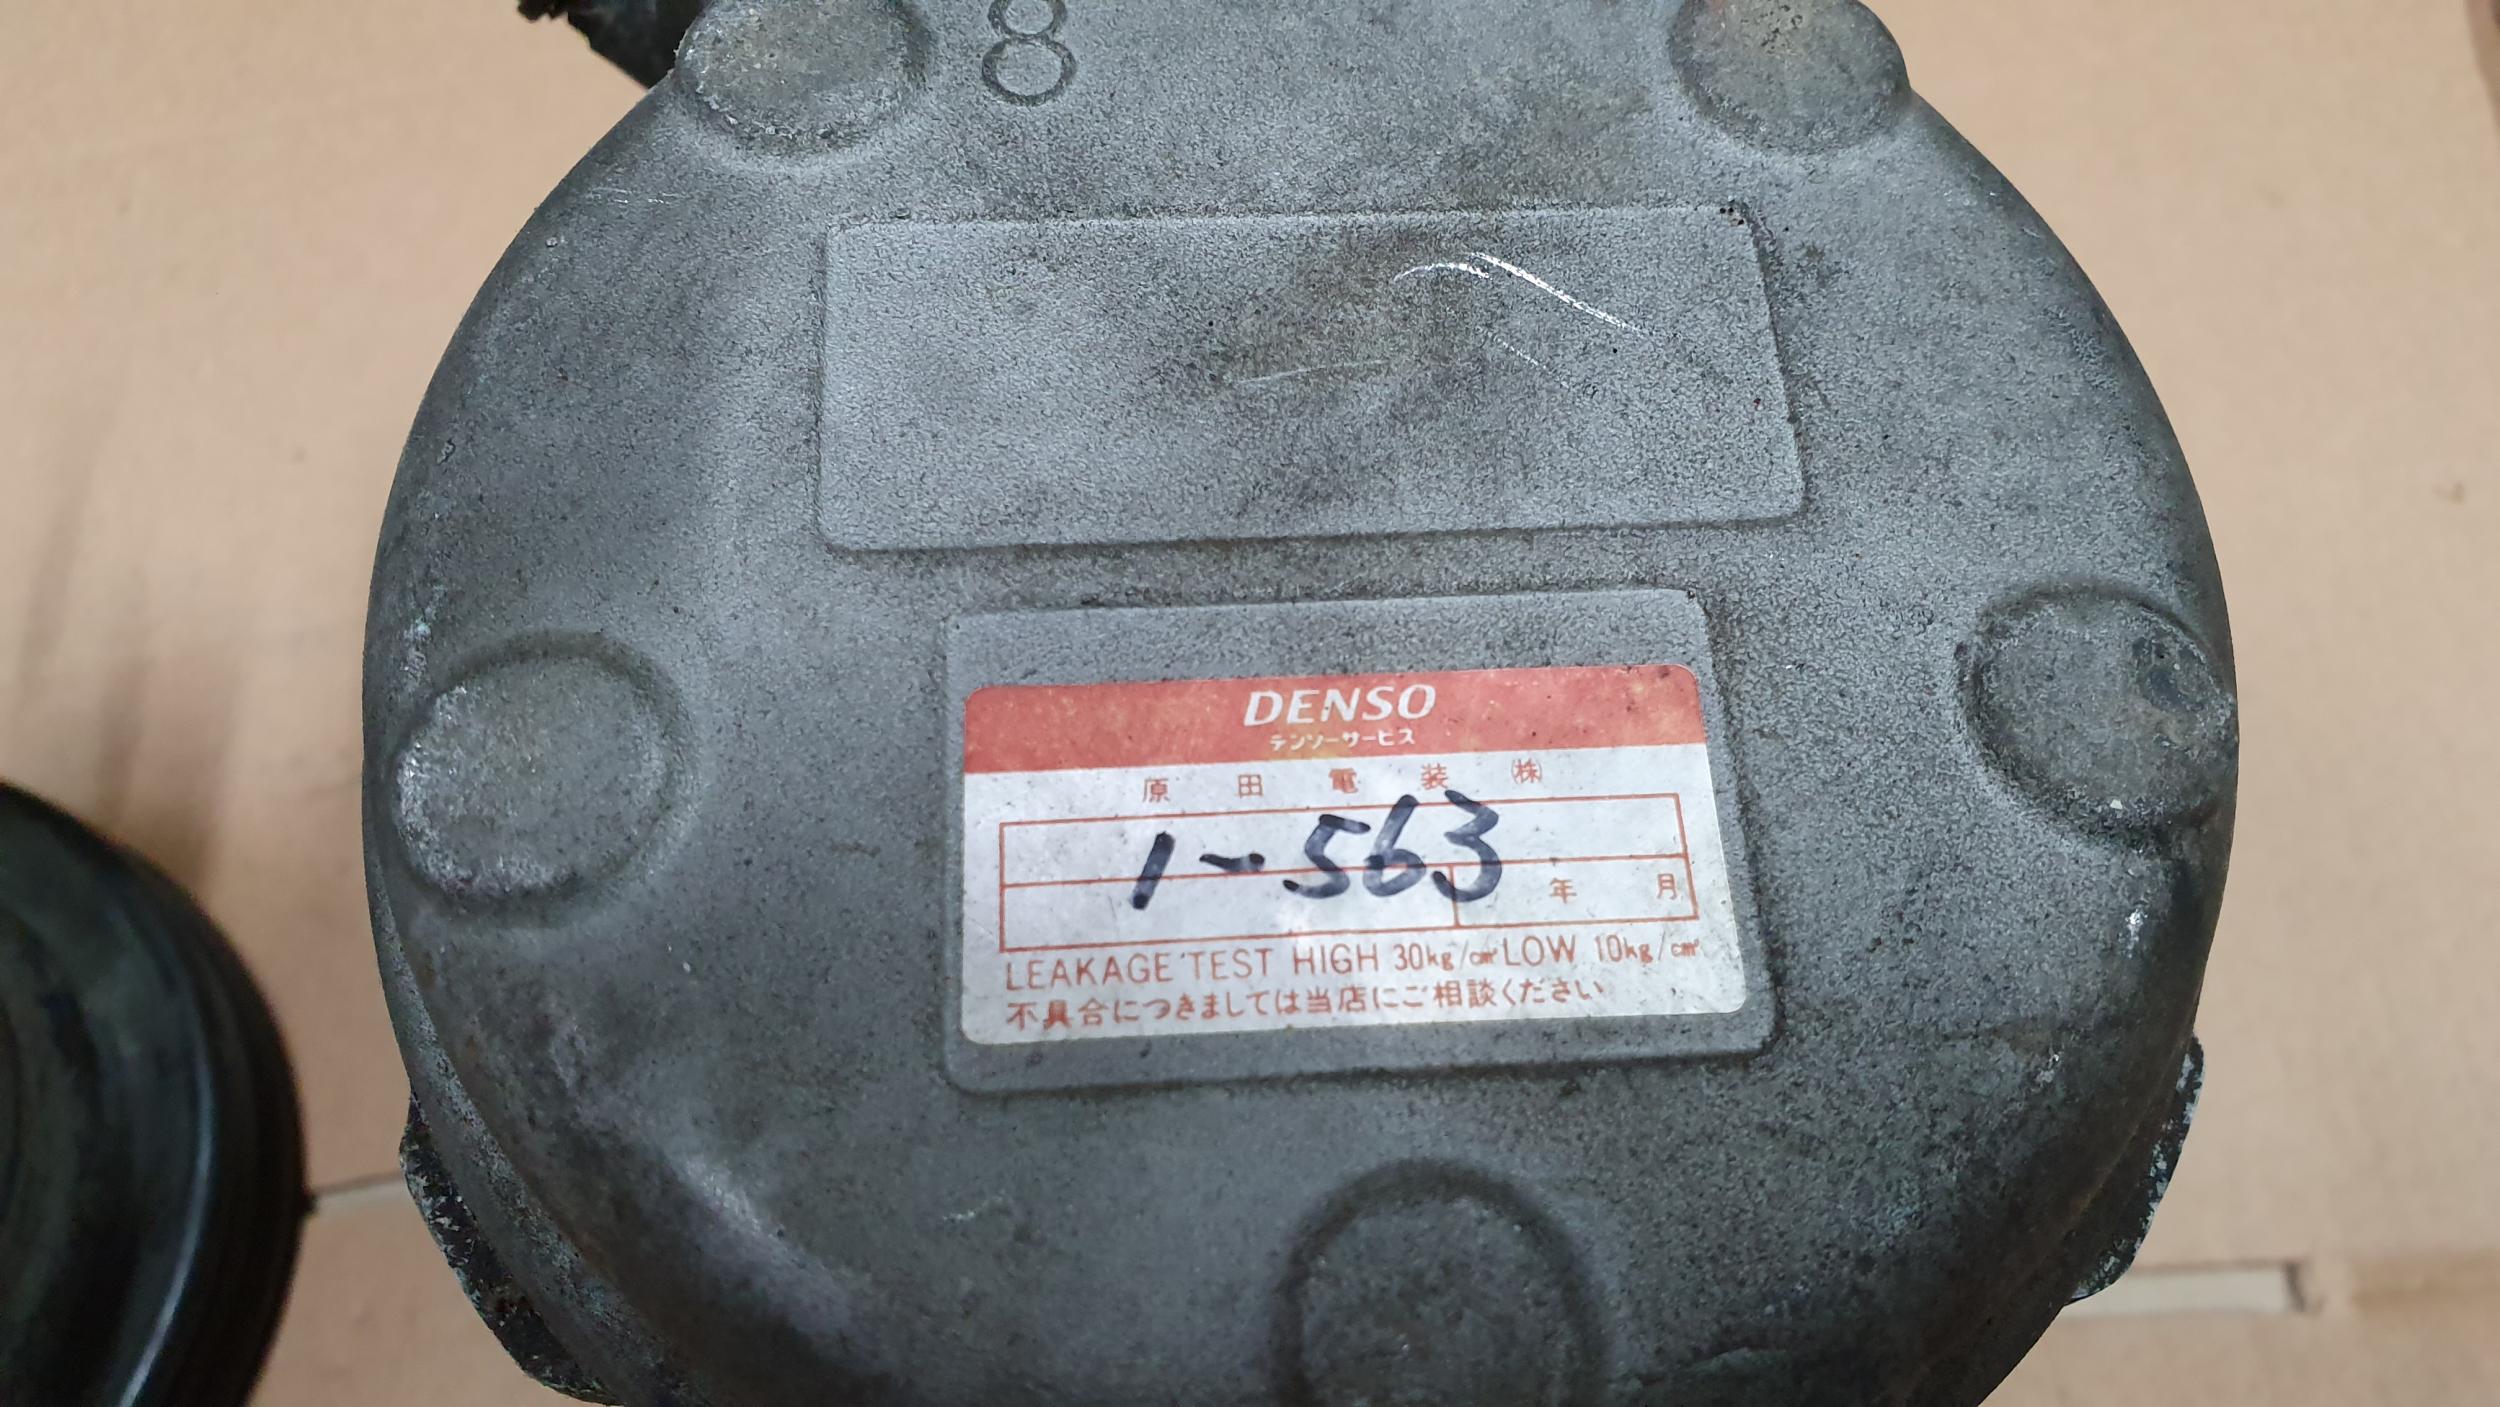 8
DENSO
デンソーサービス
原田電装㈱
1-563
年 月
LEAKAGE TEST HIGH 30kg/cm² LOW 10kg/cm²
不具合につきましては当店にご相談ください